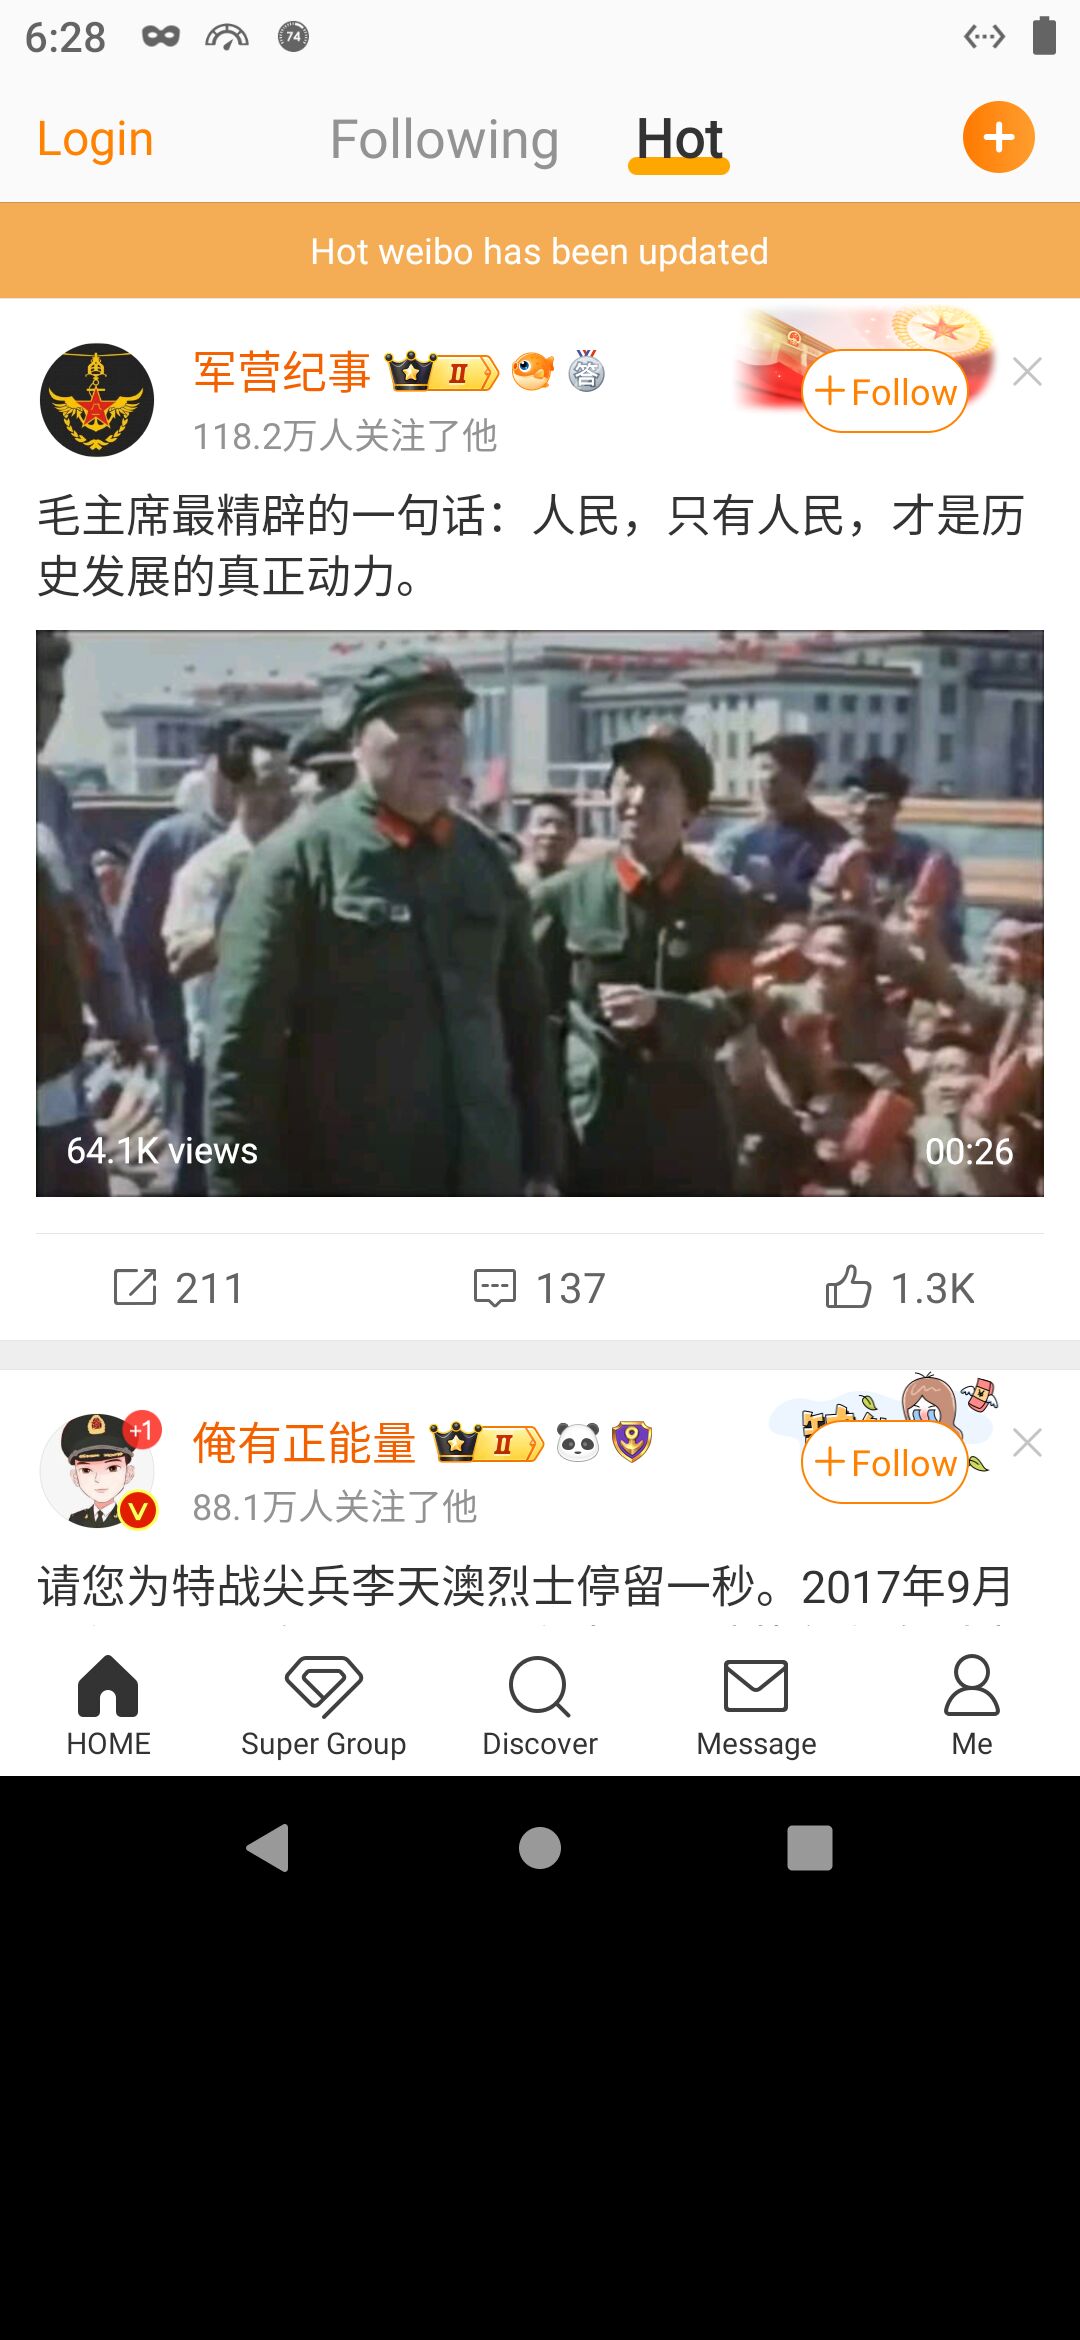 6:28
74
Login Following Hot
Hot weibo has been updated
军营纪事 II 答
+Follow
118.2万人关注了他
毛主席最精辟的一句话：人民，只有人民，才是历
史发展的真正动力。
64.1K views 00:26
211 137 1.3K
+1
俺有正能量 II
V
+Follow
88.1万人关注了他
请您为特战尖兵李天澳烈士停留一秒。2017年9月
HOME Super Group Discover Message Me